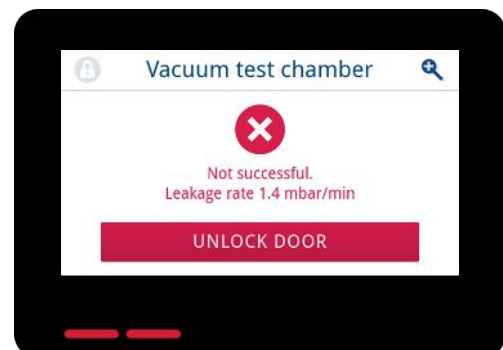 Vacuum test chamber
Not successful.
Leakage rate 1.4 mbar/min
UNLOCK DOOR